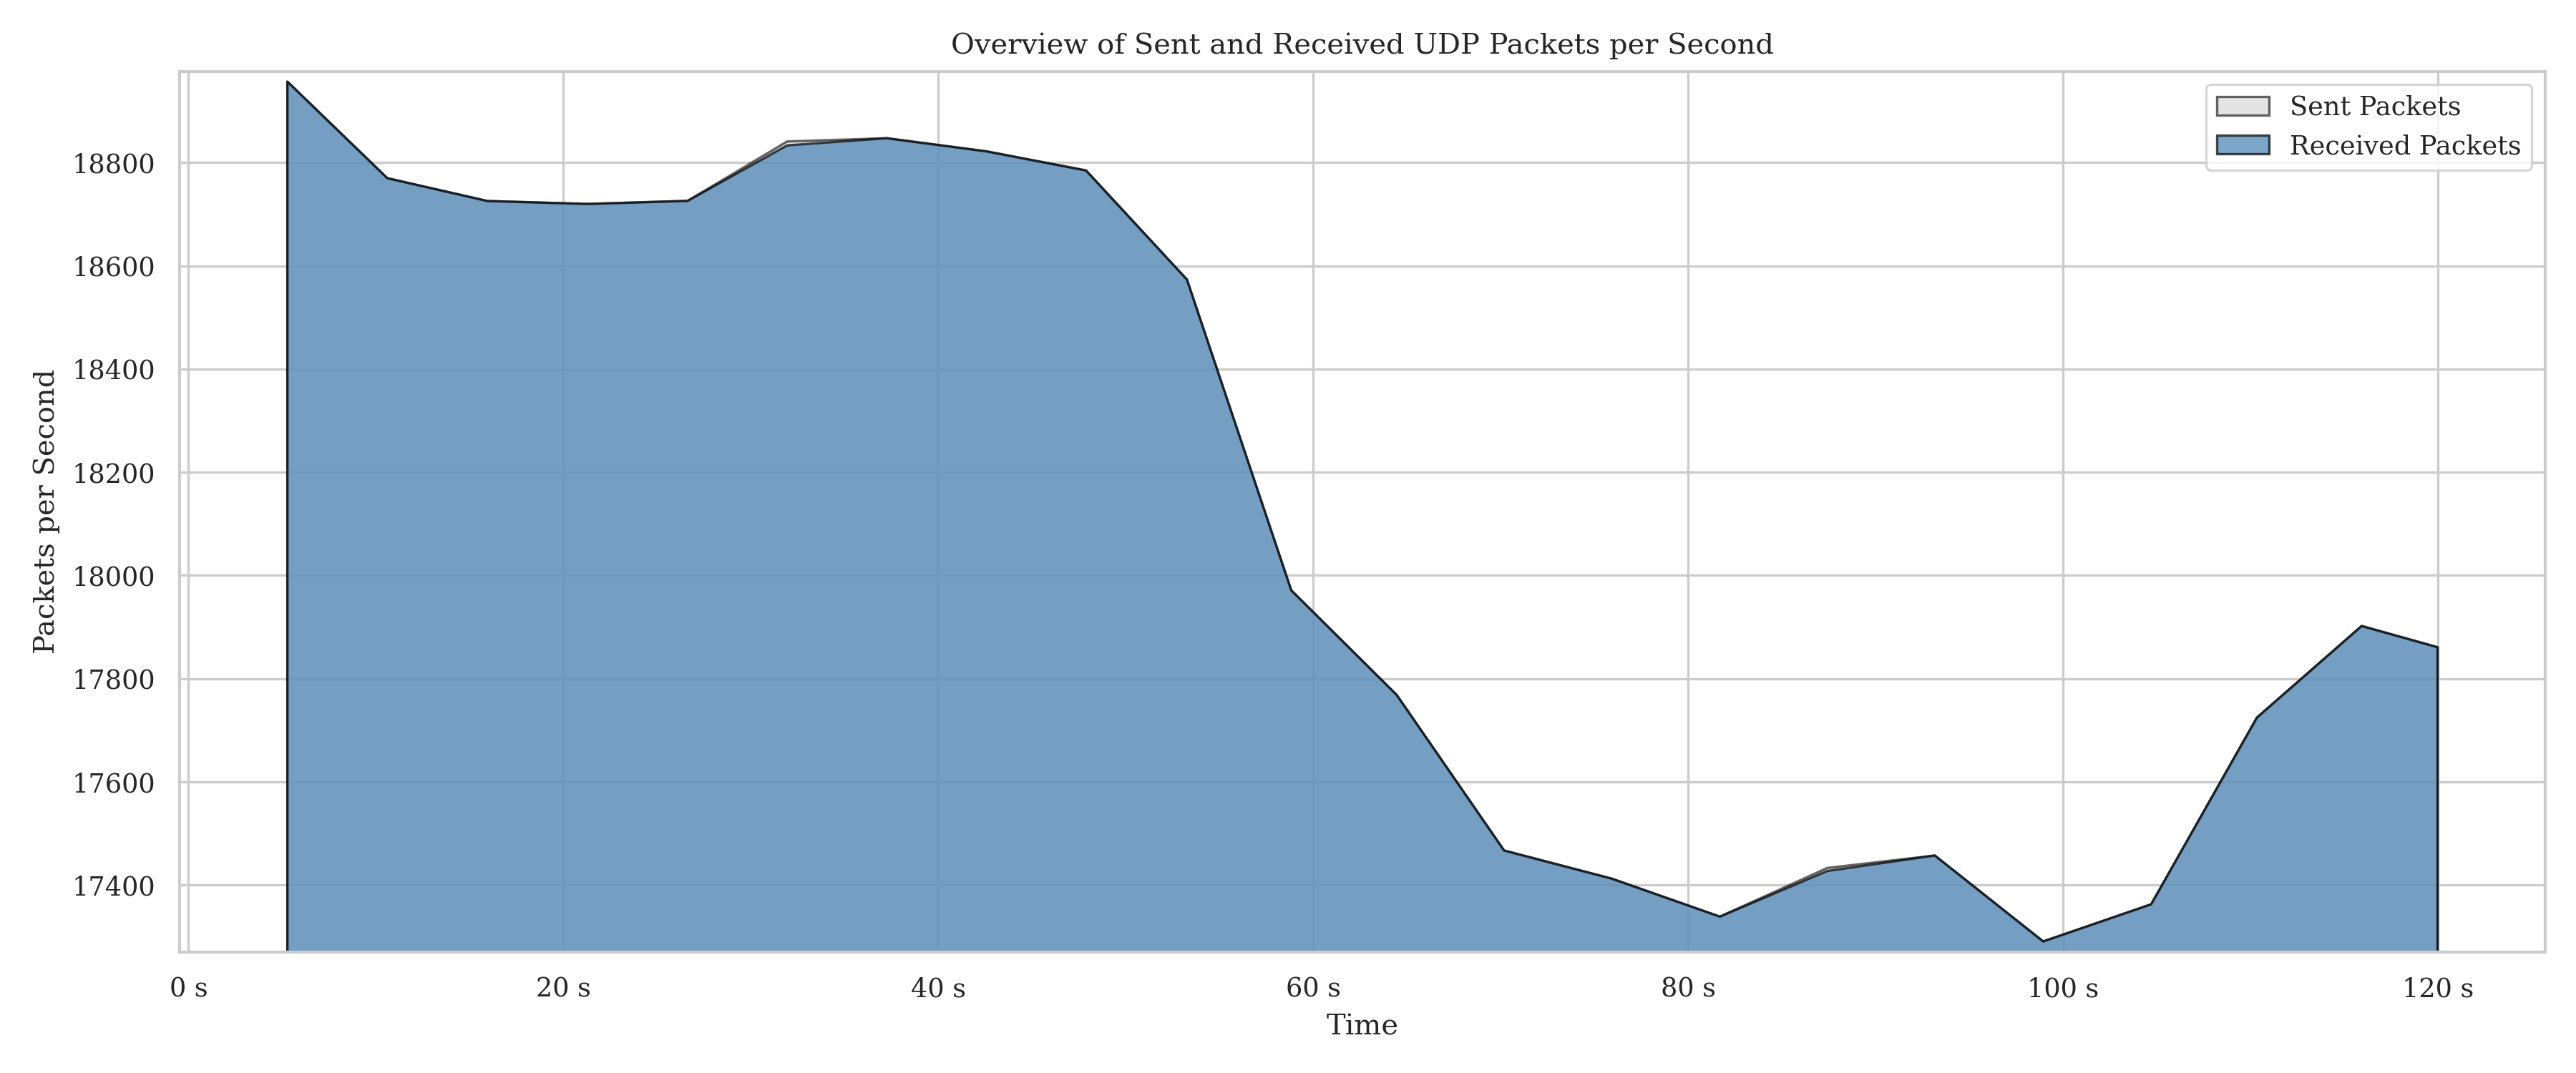 Overview of Sent and Received UDP Packets per Second
Sent Packets
Received Packets
Packets per Second
18800
18600
18400
18200
18000
17800
17600
17400
0 s
20 s
40 s
60 s
80 s
100 s
120 s
Time